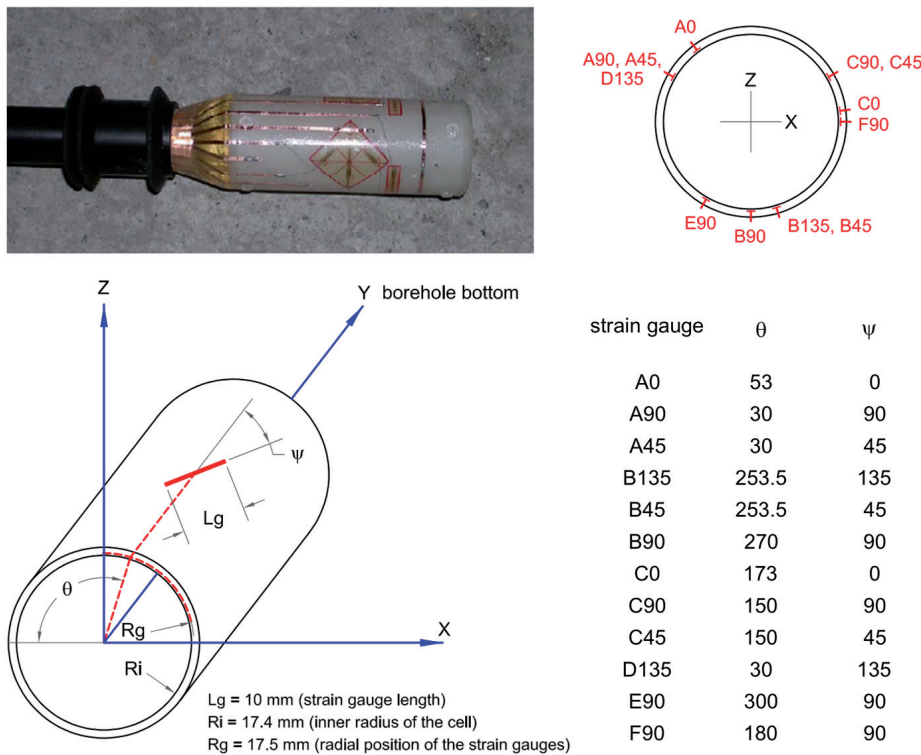 A0
A90, A45,
D135
C90, C45
Z
C0
X
F90
E90
B90
B135, B45
Z
Y borehole bottom
ψ
Lg
θ
Rg
X
Ri
Lg = 10 mm (strain gauge length)
Ri = 17.4 mm (inner radius of the cell)
Rg = 17.5 mm (radial position of the strain gauges)
strain gauge θ ψ
A0 53 0
A90 30 90
A45 30 45
B135 253.5 135
B45 253.5 45
B90 270 90
C0 173 0
C90 150 90
C45 150 45
D135 30 135
E90 300 90
F90 180 90